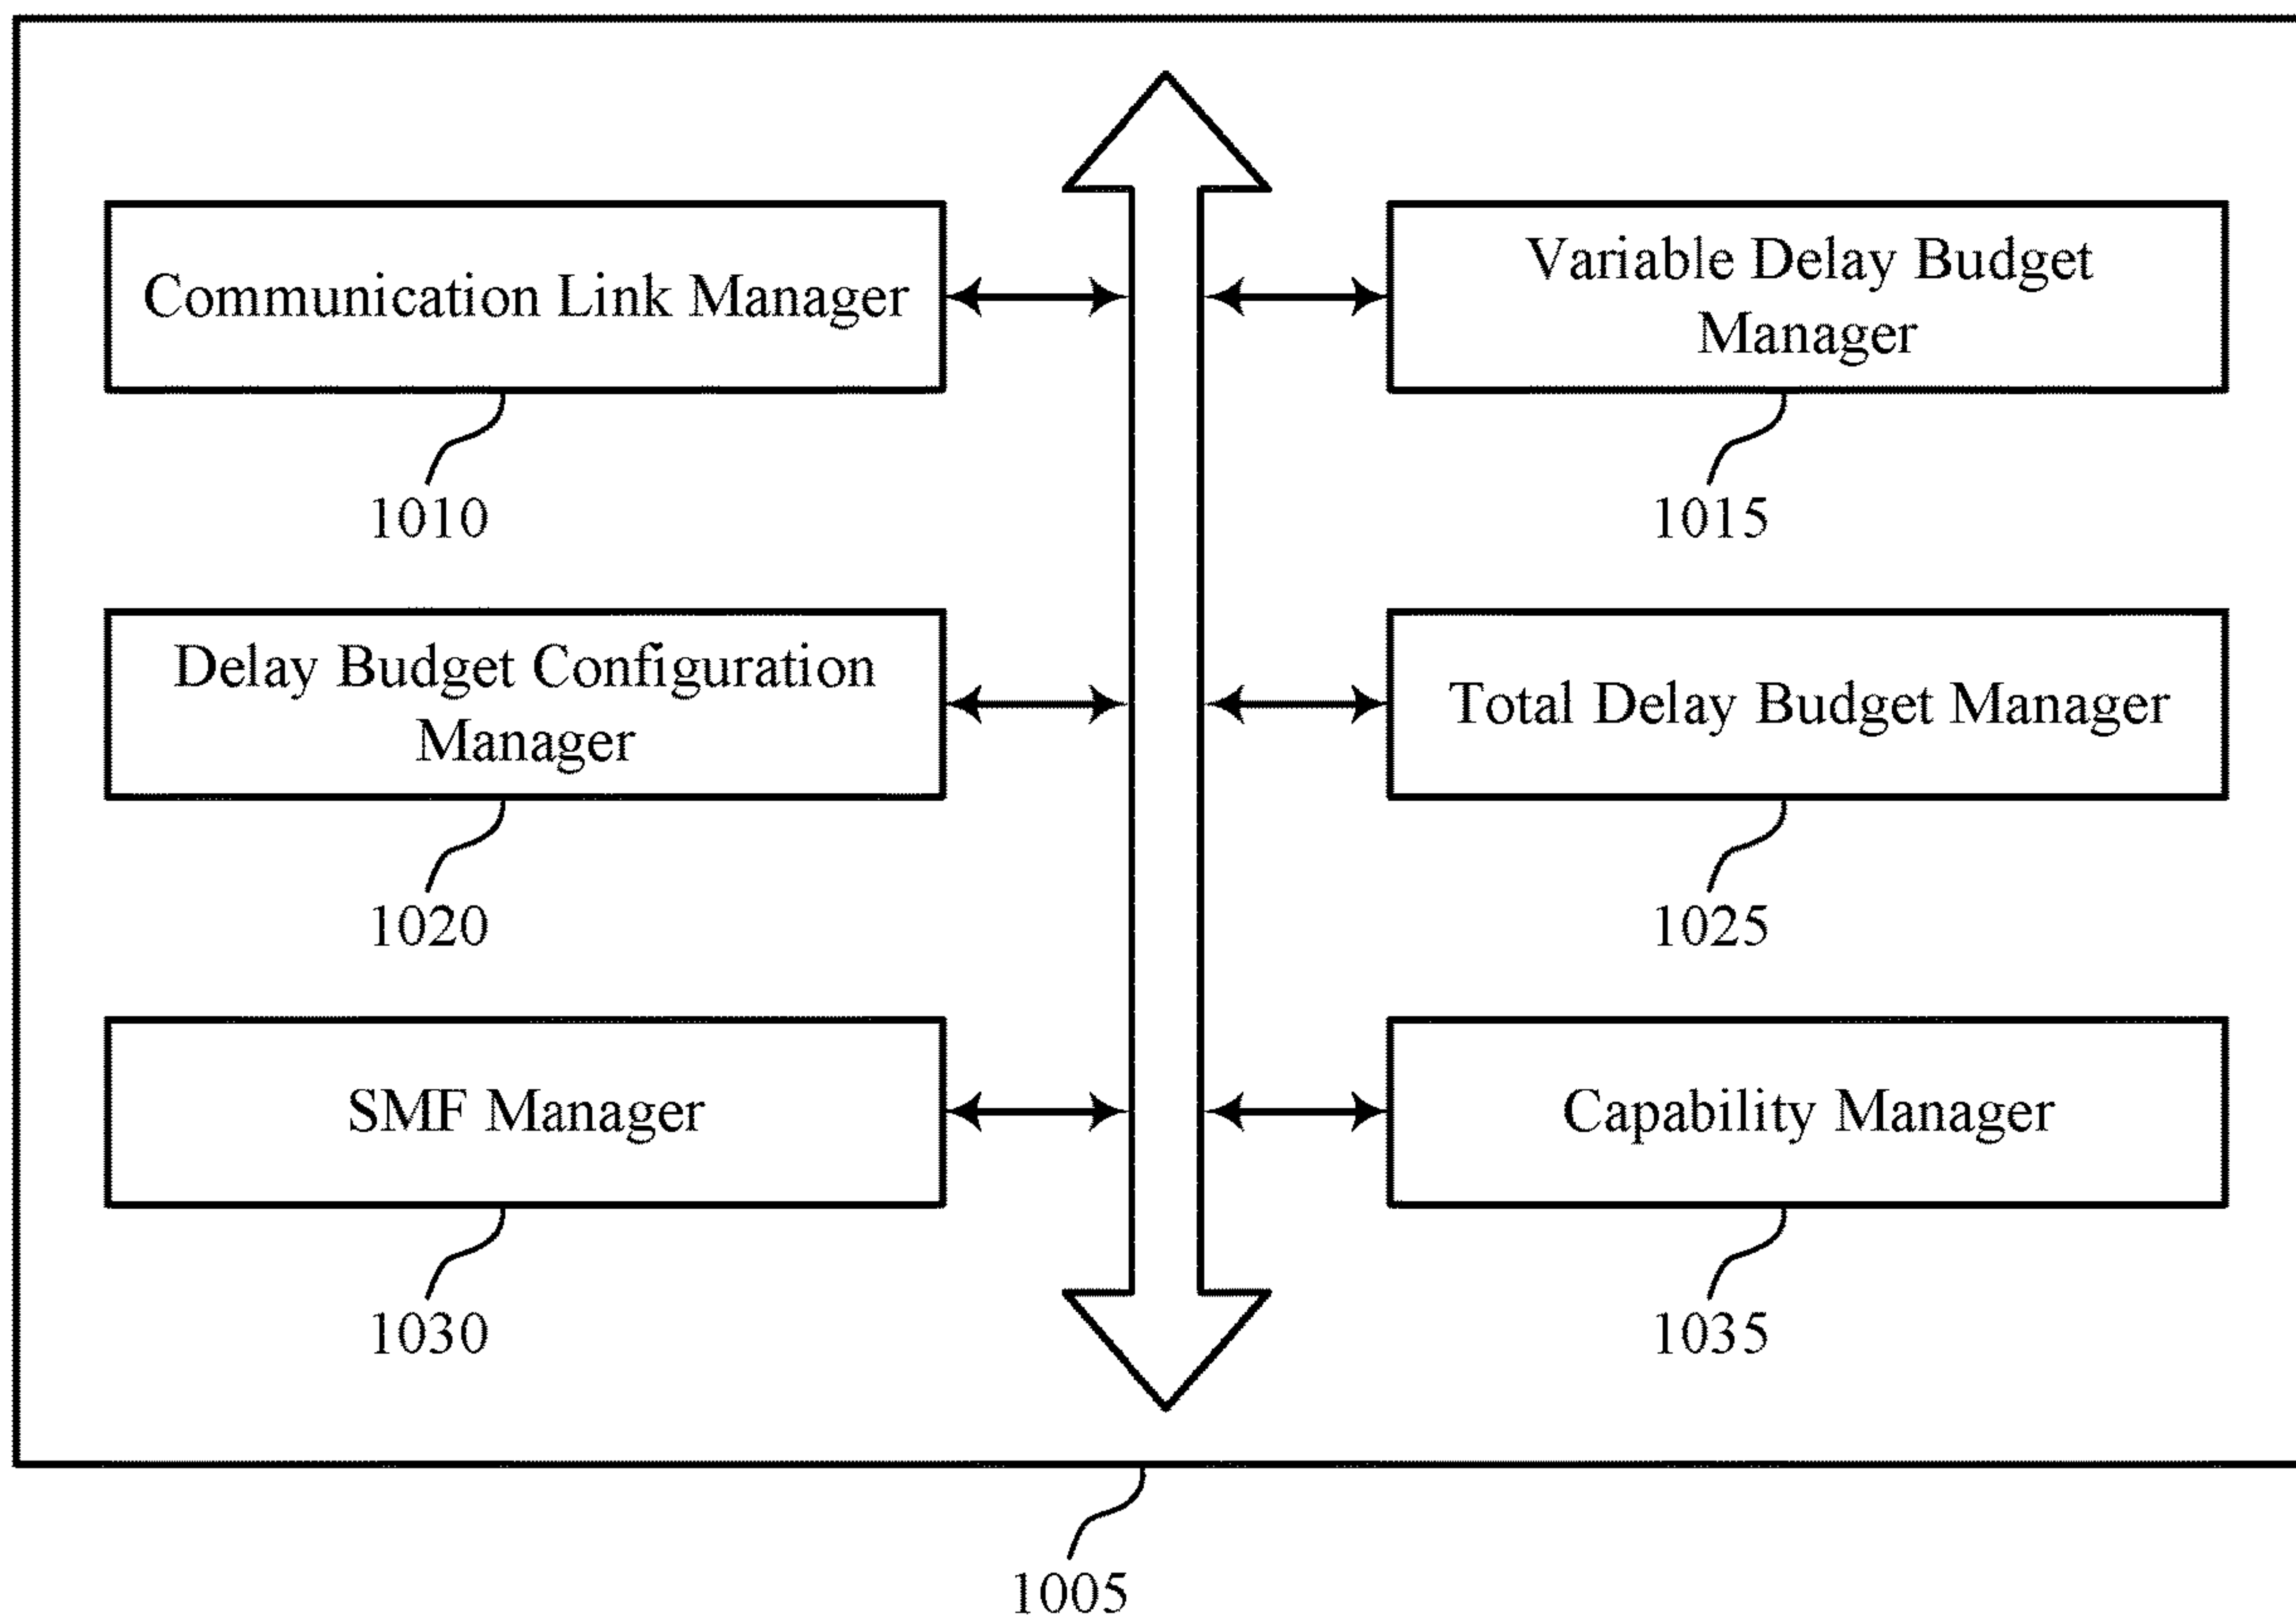 Communication Link Manager
1010
Variable Delay Budget
Manager
1015
Delay Budget Configuration
Manager
1020
Total Delay Budget Manager
1025
SMF Manager
1030
Capability Manager
1035
1005